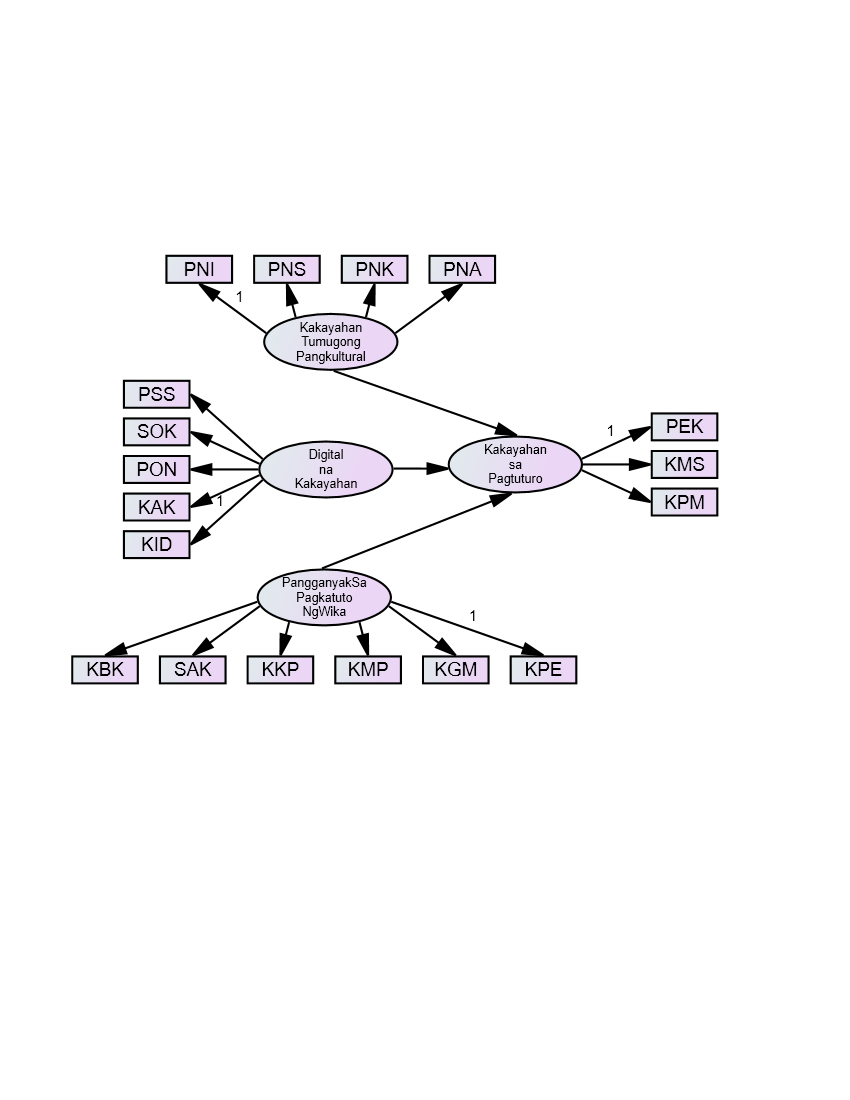 PNI PNS PNK PNA
1
Kakayahan
Tumugong
Pangkultural
PSS
SOK
PON
KAK
KID
1
Digital
na
Kakayahan
Kakayahan
sa
Pagtuturo
1
PEK
KMS
KPM
PangganyakSa
Pagkatuto
NgWika
1
KBK SAK KKP KMP KGM KPE